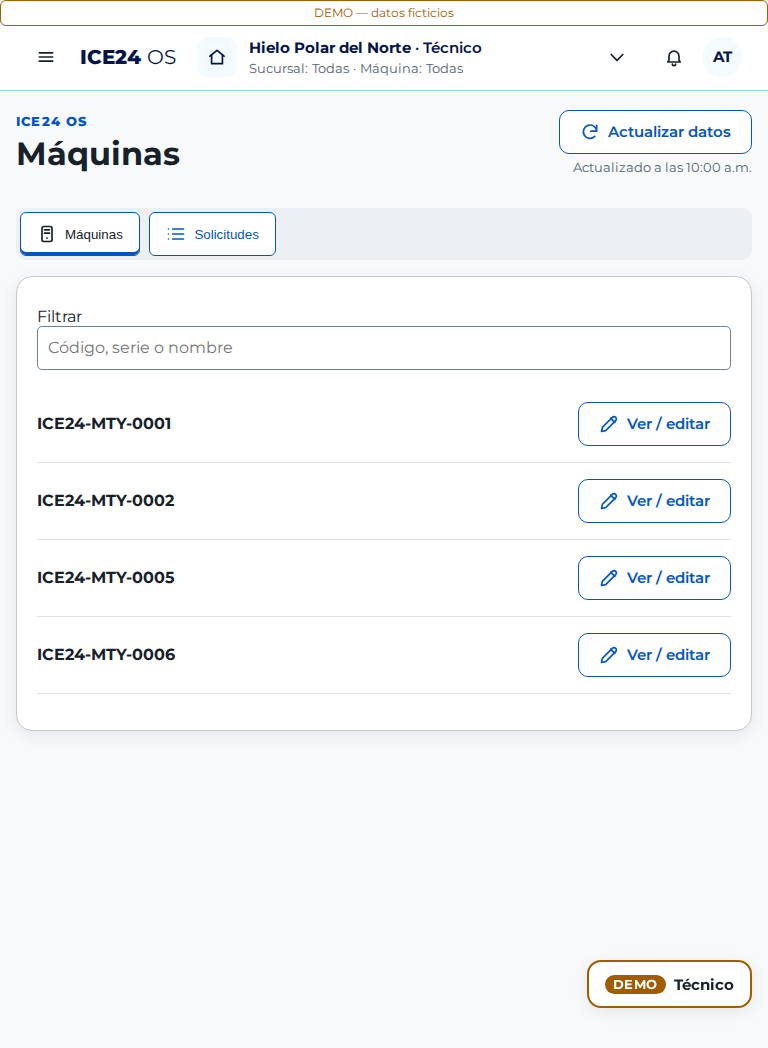 DEMO — datos ficticios
ICE24 OS
Hielo Polar del Norte · Técnico
Sucursal: Todas · Máquina: Todas
AT
ICE24 OS
Máquinas
Actualizar datos
Actualizado a las 10:00 a.m.
Máquinas
Solicitudes
Filtrar
Código, serie o nombre
ICE24-MTY-0001
Ver / editar
ICE24-MTY-0002
Ver / editar
ICE24-MTY-0005
Ver / editar
ICE24-MTY-0006
Ver / editar
DEMO Técnico